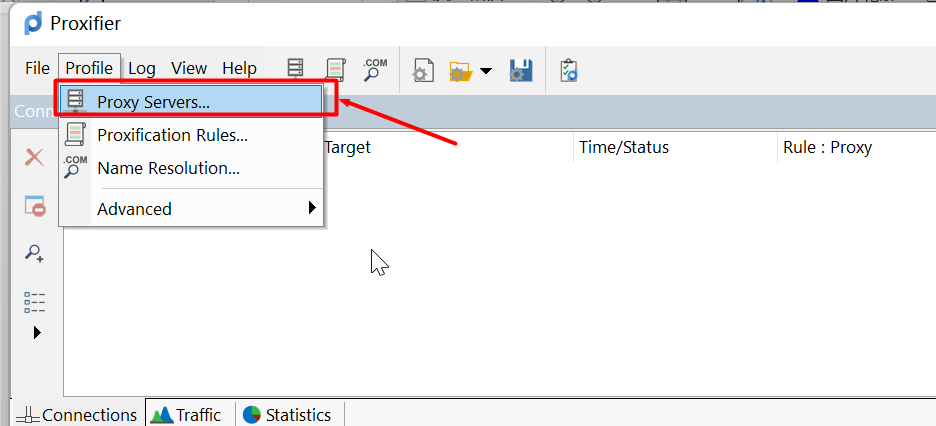 Proxifier
File Profile Log View Help .COM
Proxy Servers...
Conn
Proxification Rules...
Target Time/Status Rule : Proxy
.COM
Name Resolution...
Advanced
Connections Traffic Statistics